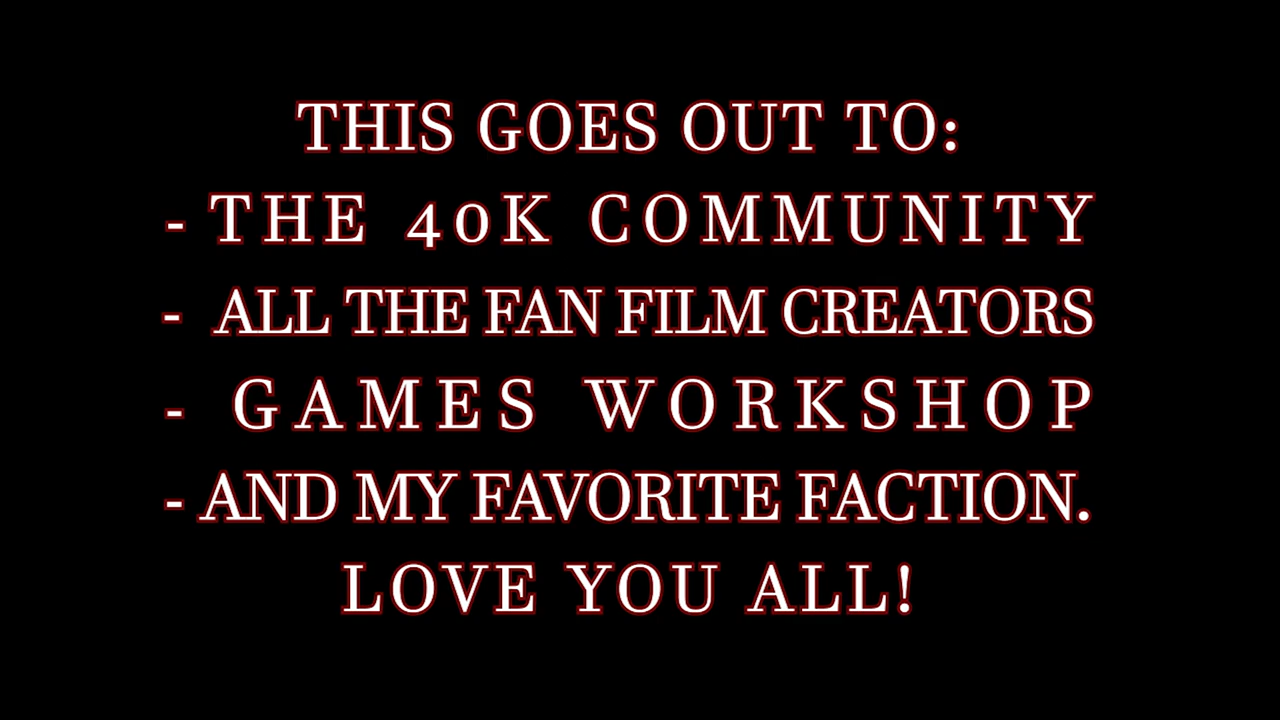 THIS GOES OUT TO:
- THE 40K COMMUNITY
- ALL THE FAN FILM CREATORS
- GAMES WORKSHOP
- AND MY FAVORITE FACTION.
LOVE YOU ALL!